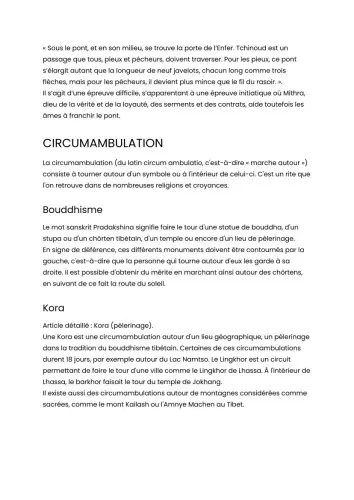 « Sous le pont, et en son milieu, se trouve la porte de l'Enfer. Tchinoud est un
passage que tous, pieux et pécheurs, doivent traverser. Pour les pieux, ce pont
s'élargit autant que la longueur de neuf javelots, chacun long comme trois
flèches, mais pour les pécheurs, il devient plus mince que le fil du rasoir. ».
Il s'agit d'une épreuve difficile, s'apparentant à une épreuve initiatique où Mithra,
dieu de la vérité et de la loyauté, des serments et des contrats, aide toutefois les
âmes à franchir le pont.
CIRCUMAMBULATION
La circumambulation (du latin circum ambulatio, c'est-à-dire « marche autour »)
consiste à tourner autour d'un symbole ou à l'intérieur de celui-ci. C'est un rite que
l'on retrouve dans de nombreuses religions et croyances.
Bouddhisme
Le mot sanskrit Pradakshina signifie faire le tour d'une statue de bouddha, d'un
stupa ou d'un chörten tibétain, d'un temple ou encore d'un lieu de pèlerinage.
En signe de déférence, ces différents monuments doivent être contournés par la
gauche, c'est-à-dire que la personne qui tourne autour d'eux les garde à sa
droite. Il est possible d'obtenir du mérite en marchant ainsi autour des chörtens,
en suivant de ce fait la route du soleil.
Kora
Article détaillé : Kora (pèlerinage).
Une Kora est une circumambulation autour d'un lieu géographique, un pèlerinage
dans la tradition du bouddhisme tibétain. Certaines de ces circumambulations
durent 18 jours, par exemple autour du Lac Namtso. Le Lingkhor est un circuit
permettant de faire le tour d'une ville comme le Lingkhor de Lhassa. À l'intérieur de
Lhassa, le barkhor faisait le tour du temple de Jokhang.
Il existe aussi des circumambulations autour de montagnes considérées comme
sacrées, comme le mont Kailash ou l'Amnye Machen au Tibet.